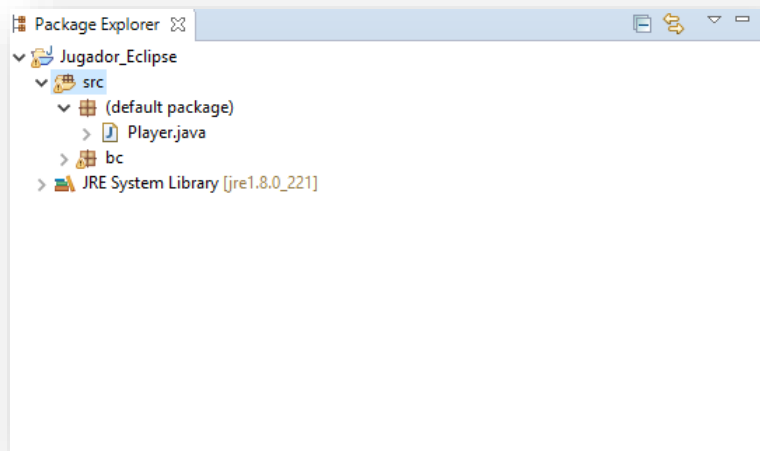 Package Explorer
Jugador_Eclipse
src
(default package)
Player.java
bc
JRE System Library [jre1.8.0_221]